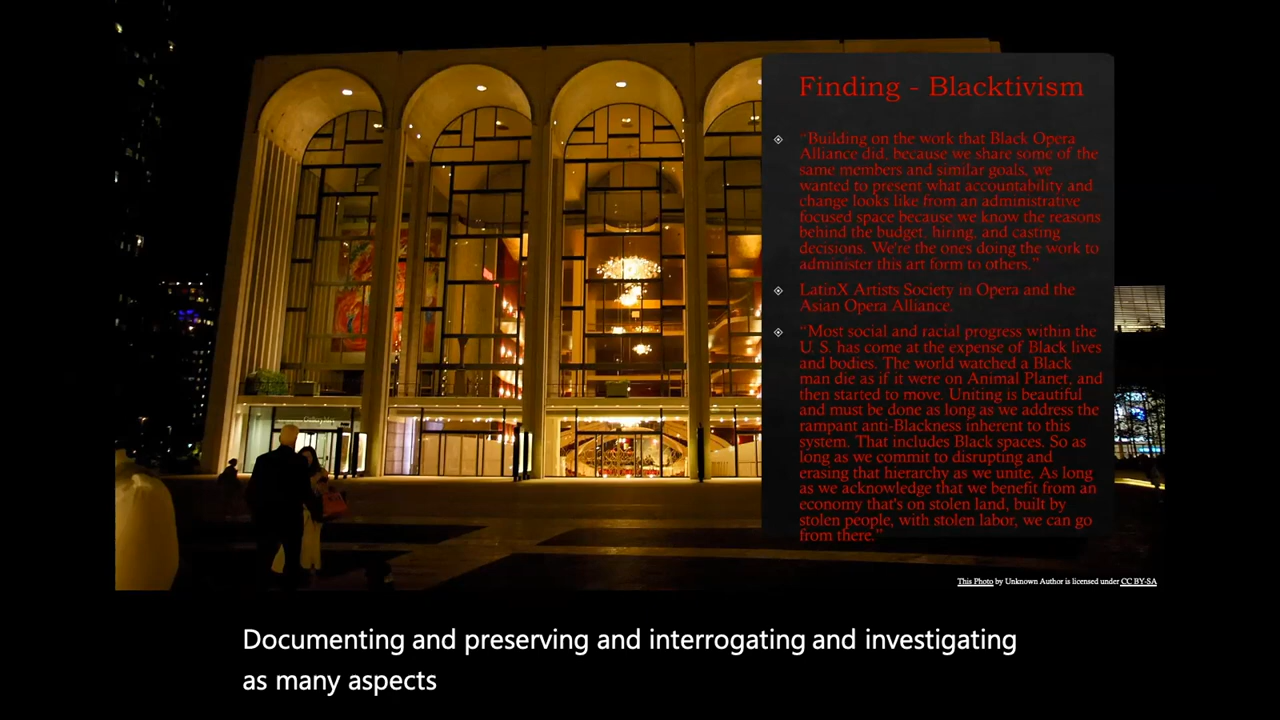 Finding - Blacktivism
"Building on the work that Black Opera
Alliance did, because we share some of the
same members and similar goals, we
wanted to present what accountability and
change looks like from an administrative
focused space because we know the reasons
behind the budget, hiring, and casting
decisions. We're the ones doing the work to
administer this art form to others."
LatinX Artists Society in Opera and the
Asian Opera Alliance.
"Most social and racial progress within the
U. S. has come at the expense of Black lives
and bodies. The world watched a Black
man die as if it were on Animal Planet, and
then started to move. Uniting is beautiful
and must be done as long as we address the
rampant anti-Blackness inherent to this
system. That includes Black spaces. So as
long as we commit to disrupting and
erasing that hierarchy as we unite. As long
as we acknowledge that we benefit from an
economy that's on stolen land, built by
stolen people, with stolen labor, we can go
from there."
This Photo by Unknown Author is licensed under CC BY-SA
Documenting and preserving and interrogating and investigating
as many aspects